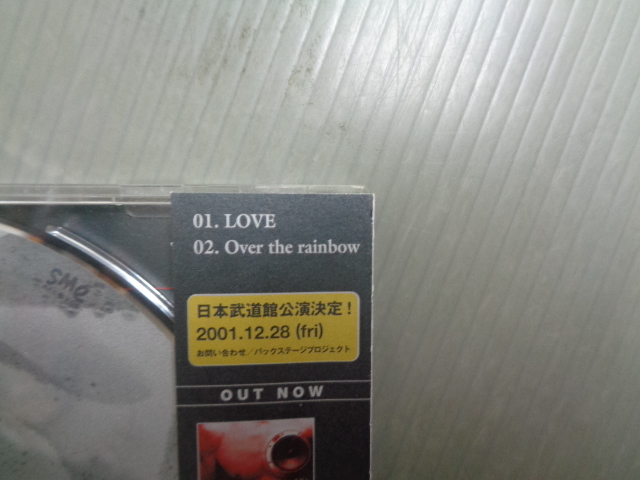 01. LOVE
02. Over the rainbow
日本武道館公演決定！
2001.12.28 (fri)
お問い合わせ／バックステージプロジェクト
OUT NOW
SME